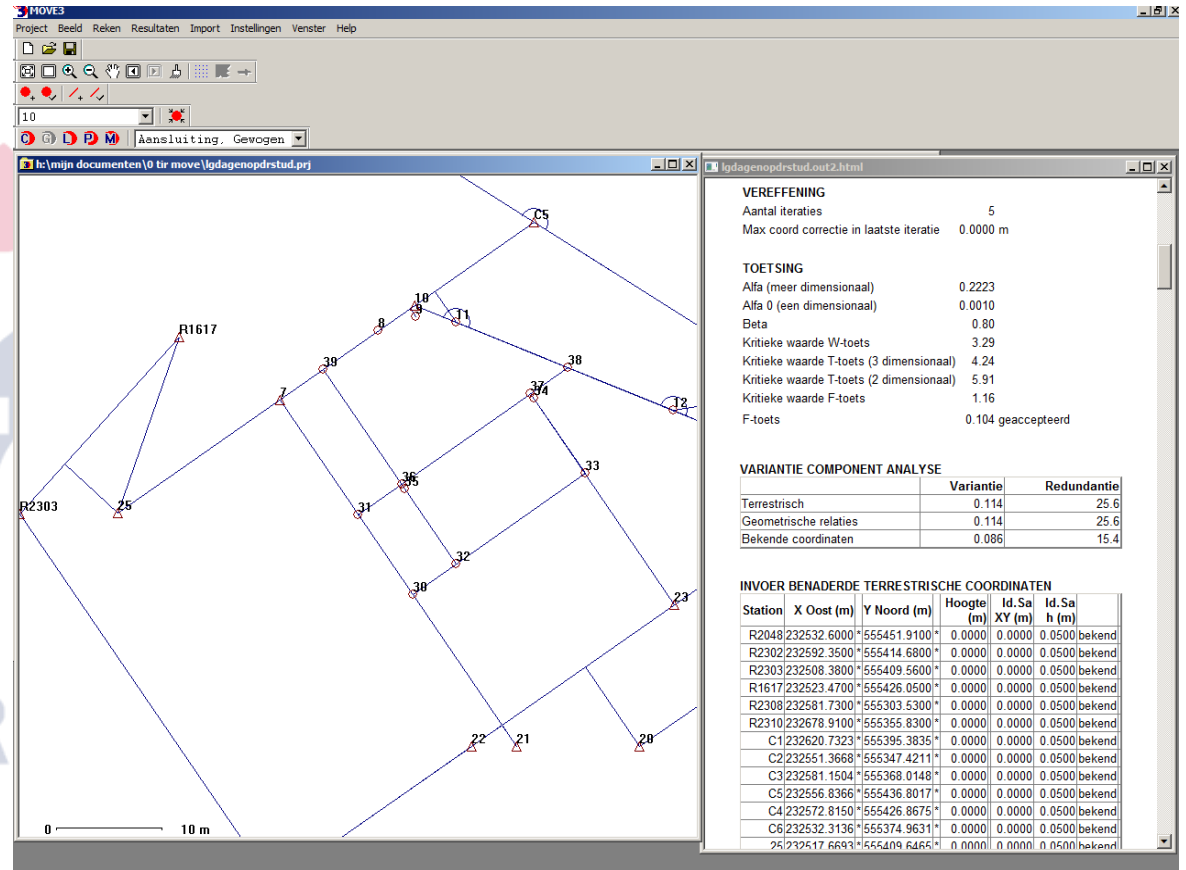 MOVE3
Project Beeld Reken Resultaten Import Instellingen Venster Help
10
C G L P M Aansluiting, Gewogen
h:\mijn documenten\0 tir move\lgdagenopdrstud.prj
C5
10
9
11
8
R1617
39
38
7
37
34
12
33
36
35
R2303
25
31
32
30
23
22
21
20
0 10 m
lgdagenopdrstud.out2.html
VEREFFENING
Aantal iteraties 5
Max coord correctie in laatste iteratie 0.0000 m
TOETSING
Alfa (meer dimensionaal) 0.2223
Alfa 0 (een dimensionaal) 0.0010
Beta 0.80
Kritieke waarde W-toets 3.29
Kritieke waarde T-toets (3 dimensionaal) 4.24
Kritieke waarde T-toets (2 dimensionaal) 5.91
Kritieke waarde F-toets 1.16
F-toets 0.104 geaccepteerd
VARIANTIE COMPONENT ANALYSE
Variantie Redundantie
Terrestrisch 0.114 25.6
Geometrische relaties 0.114 25.6
Bekende coordinaten 0.086 15.4
INVOER BENADERDE TERRESTRISCHE COORDINATEN
Station X Oost (m) Y Noord (m) Hoogte (m) Id.Sa XY (m) Id.Sa h (m)
R2048 232532.6000 * 555451.9100 * 0.0000 0.0000 0.0500 bekend
R2302 232592.3500 * 555414.6800 * 0.0000 0.0000 0.0500 bekend
R2303 232508.3800 * 555409.5600 * 0.0000 0.0000 0.0500 bekend
R1617 232523.4700 * 555426.0500 * 0.0000 0.0000 0.0500 bekend
R2308 232581.7300 * 555303.5300 * 0.0000 0.0000 0.0500 bekend
R2310 232678.9100 * 555355.8300 * 0.0000 0.0000 0.0500 bekend
C1 232620.7323 * 555395.3835 * 0.0000 0.0000 0.0500 bekend
C2 232551.3668 * 555347.4211 * 0.0000 0.0000 0.0500 bekend
C3 232581.1504 * 555368.0148 * 0.0000 0.0000 0.0500 bekend
C5 232556.8366 * 555436.8017 * 0.0000 0.0000 0.0500 bekend
C4 232572.8150 * 555426.8675 * 0.0000 0.0000 0.0500 bekend
C6 232532.3136 * 555374.9631 * 0.0000 0.0000 0.0500 bekend
25 232517.6693 * 555409.6465 * 0.0000 0.0000 0.0500 bekend